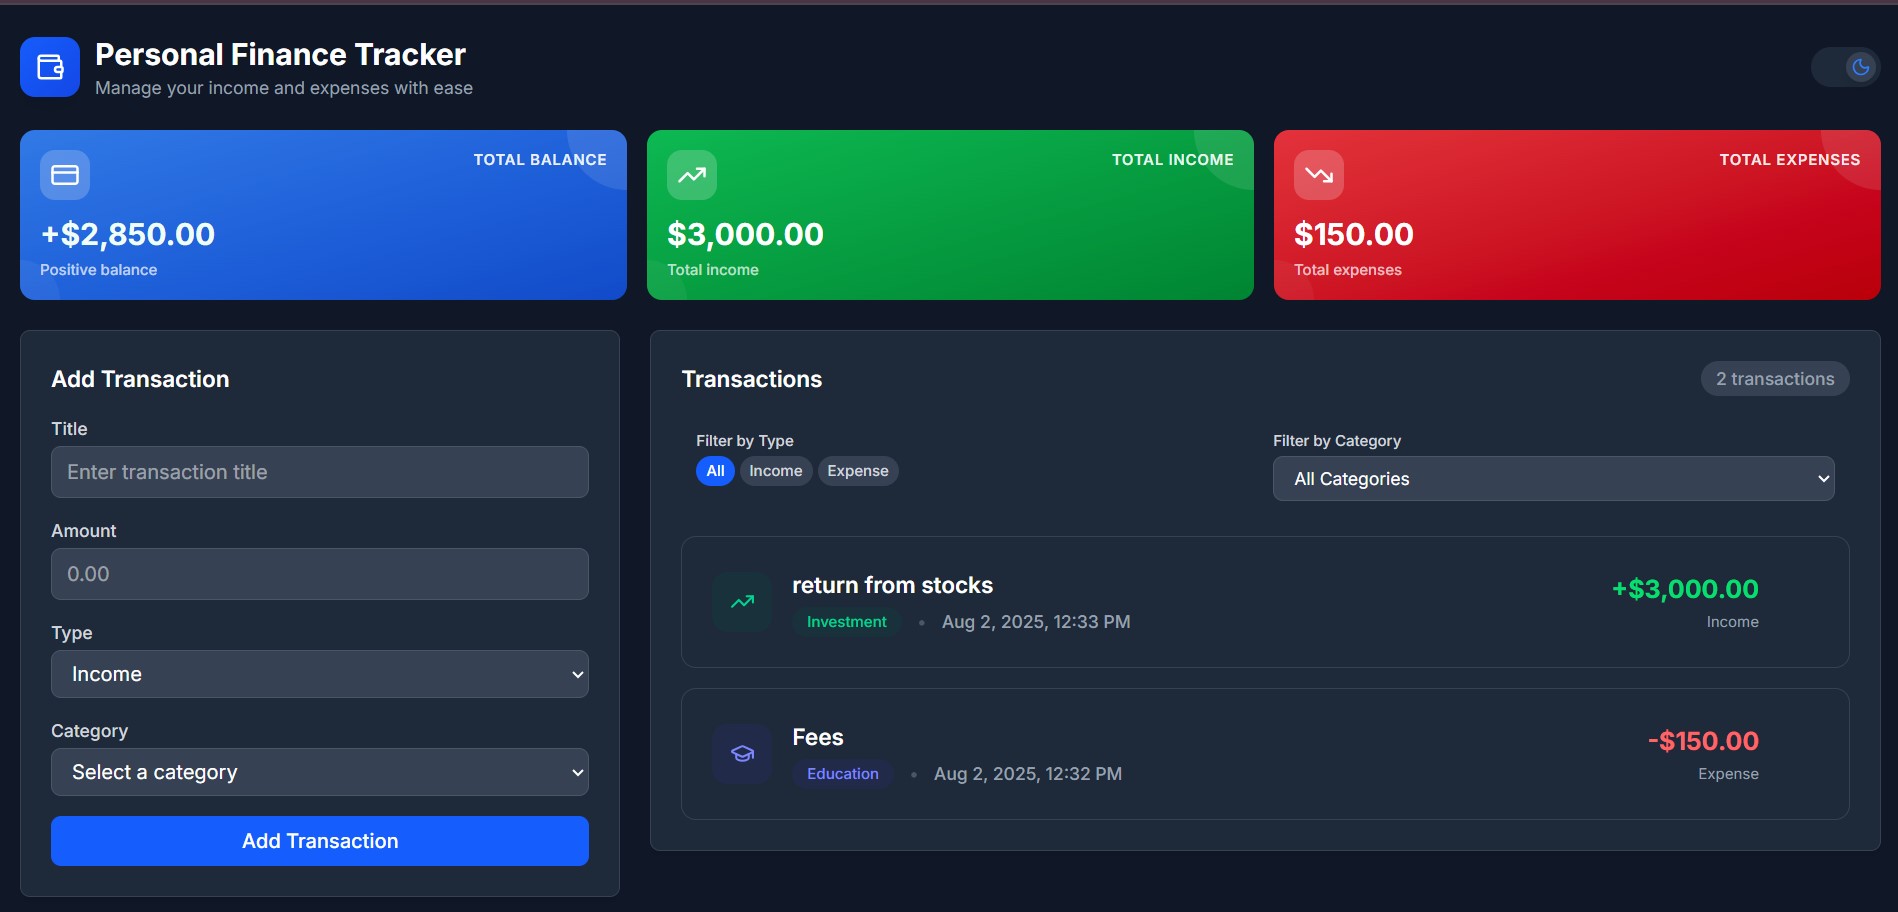 Personal Finance Tracker
Manage your income and expenses with ease
TOTAL BALANCE
+$2,850.00
Positive balance
TOTAL INCOME
$3,000.00
Total income
TOTAL EXPENSES
$150.00
Total expenses
Add Transaction
Title
Enter transaction title
Amount
0.00
Type
Income
Category
Select a category
Add Transaction
Transactions
2 transactions
Filter by Type
All Income Expense
Filter by Category
All Categories
return from stocks
Investment • Aug 2, 2025, 12:33 PM
+$3,000.00
Income
Fees
Education • Aug 2, 2025, 12:32 PM
-$150.00
Expense